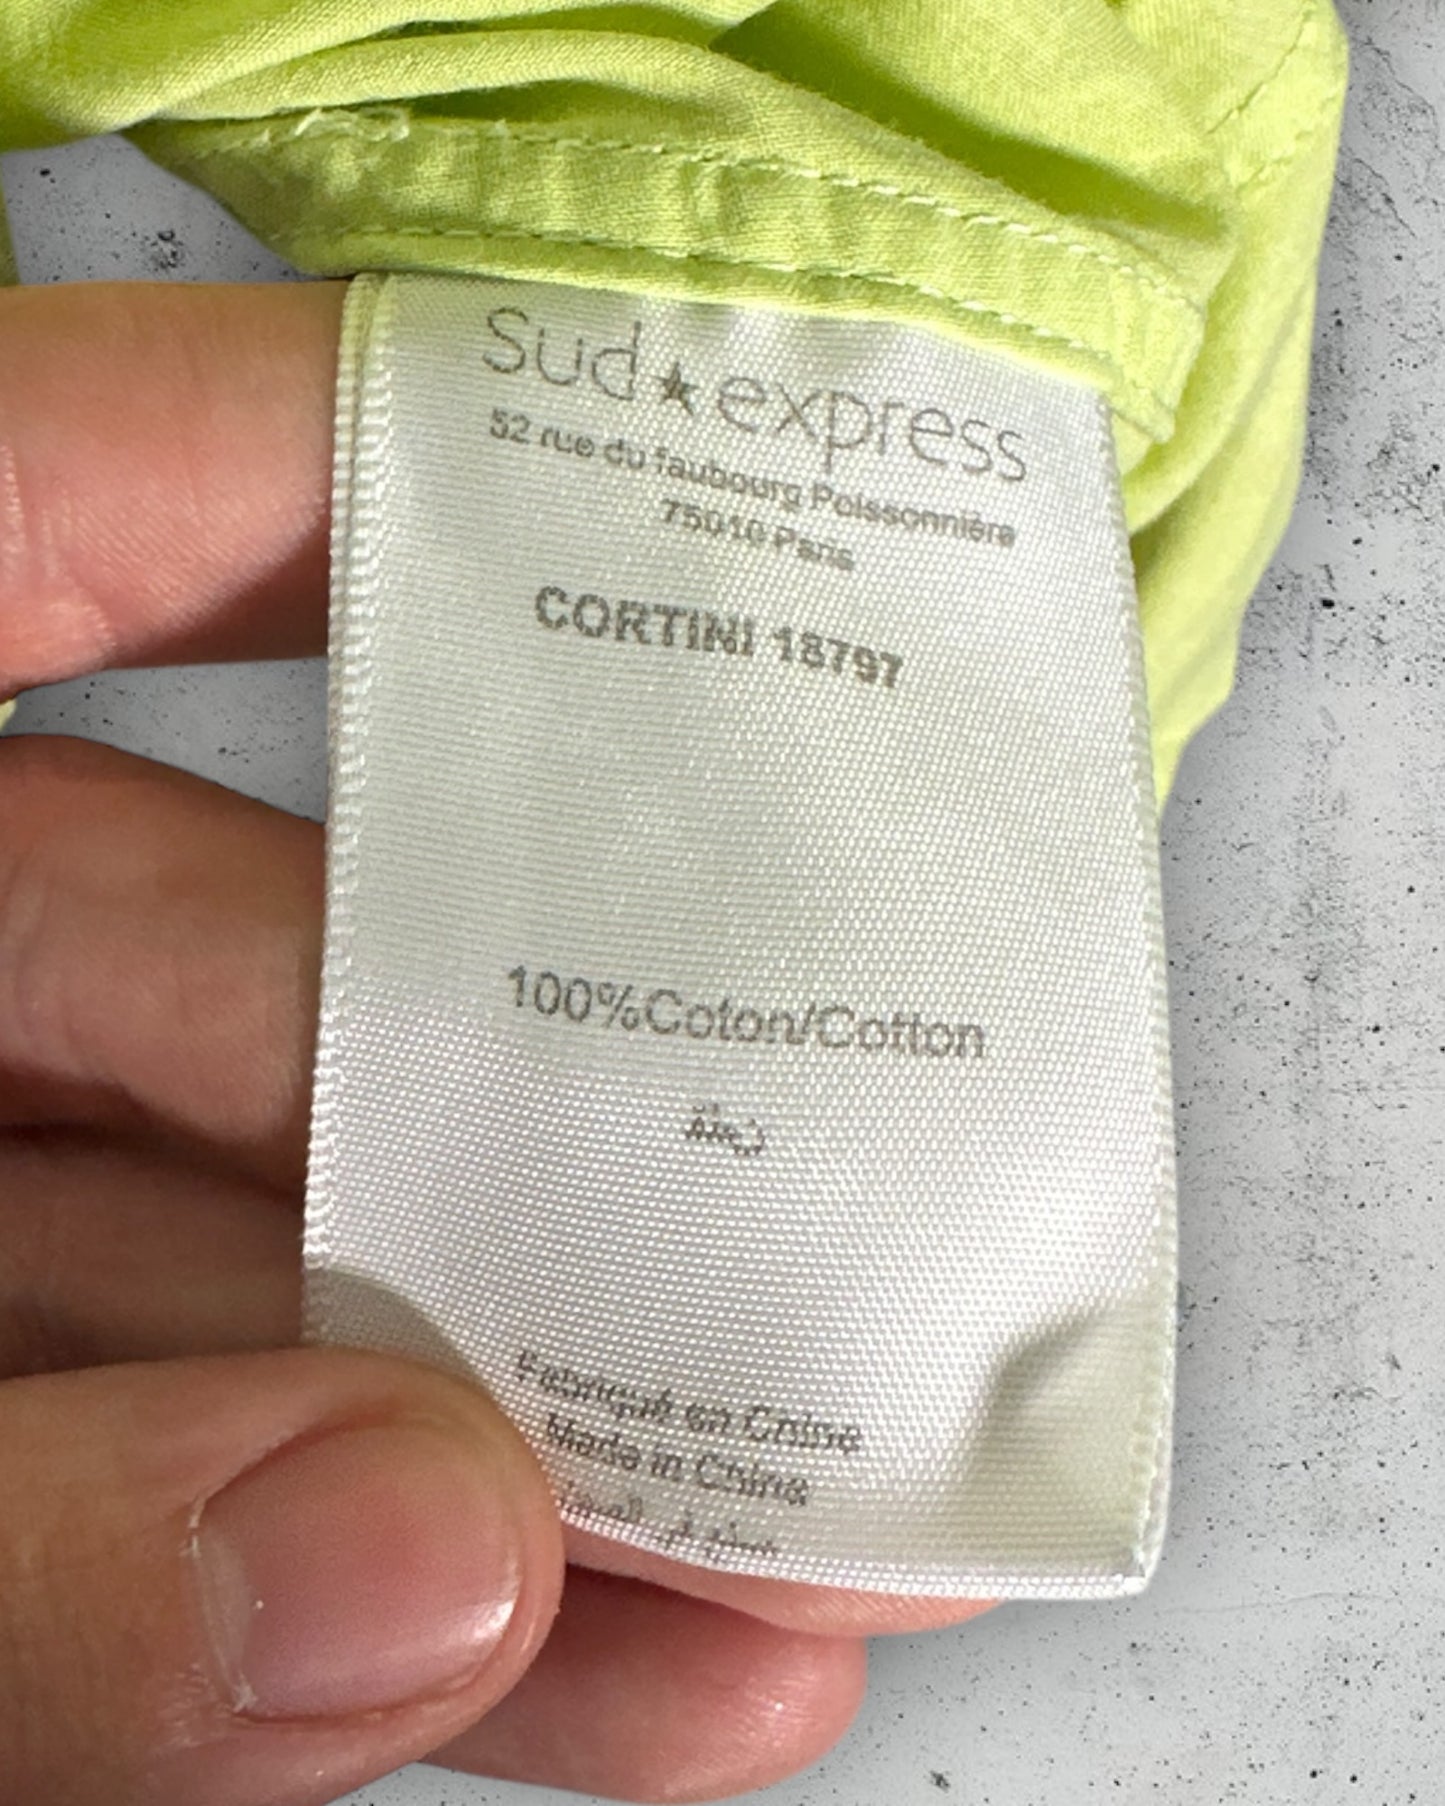 Sud★express
52 rue du faubourg Poissonnière
75010 Paris
CORTINI 18797
100%Coton/Cotton
Fabriqué en Chine
Made in China